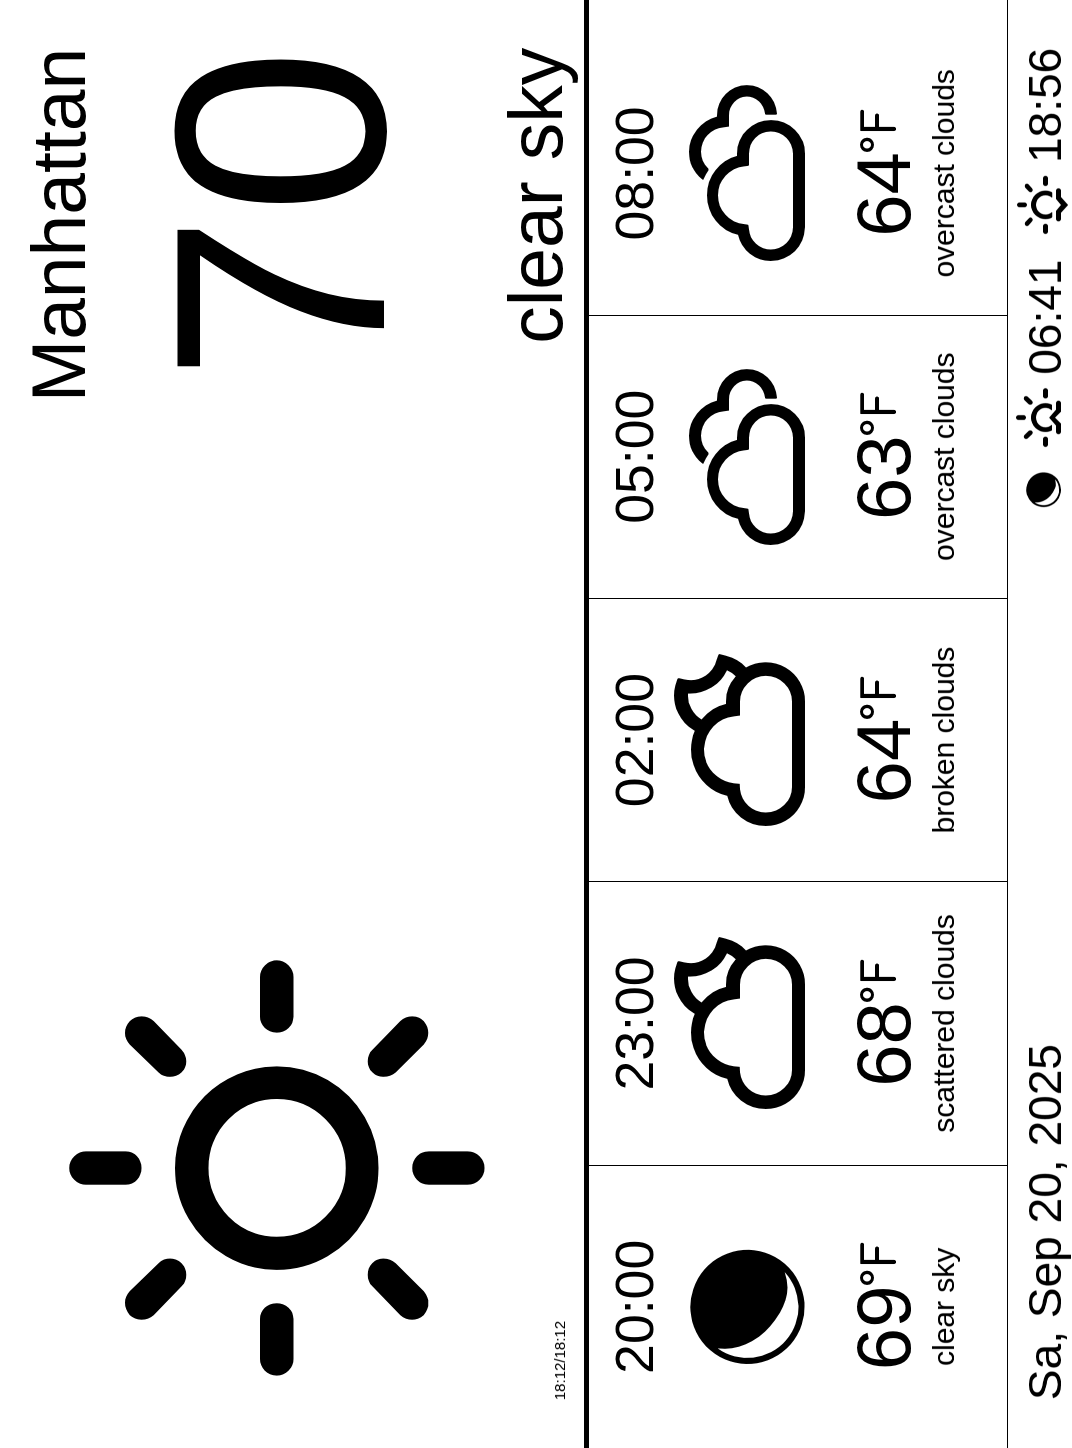 Manhattan
70
clear sky
18:12/18:12
20:00
69°F
clear sky
23:00
68°F
scattered clouds
02:00
64°F
broken clouds
05:00
63°F
overcast clouds
08:00
64°F
overcast clouds
Sa, Sep 20, 2025
06:41
18:56